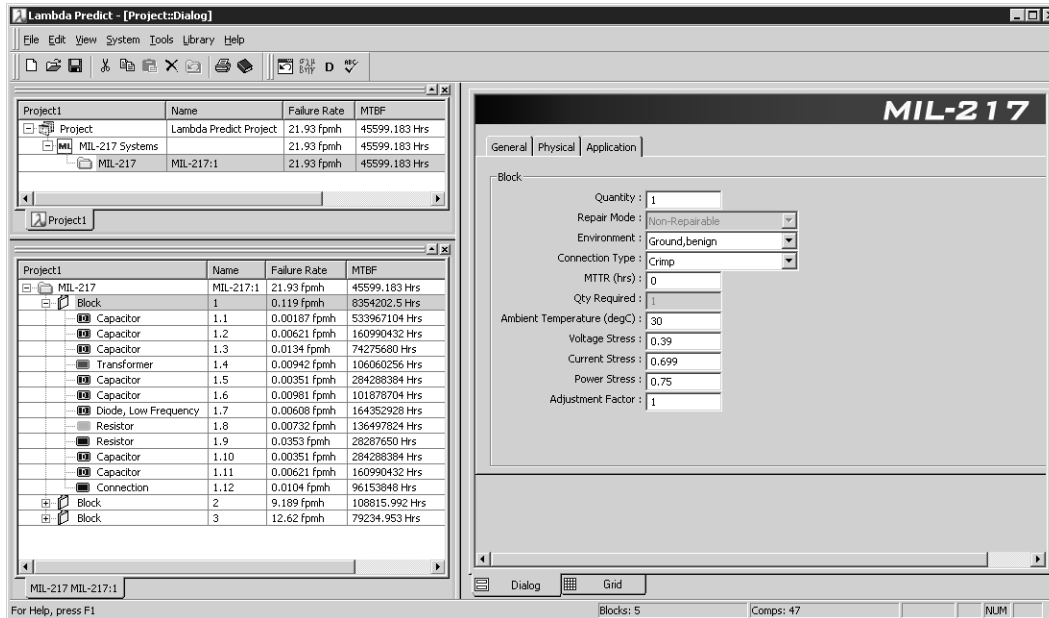 Lambda Predict - [Project::Dialog]
File Edit View System Tools Library Help
Project1 Name Failure Rate MTBF
Project Lambda Predict Project 21.93 fpmh 45599.183 Hrs
ML MIL-217 Systems 21.93 fpmh 45599.183 Hrs
MIL-217 MIL-217:1 21.93 fpmh 45599.183 Hrs
Project1
Project1 Name Failure Rate MTBF
MIL-217 MIL-217:1 21.93 fpmh 45599.183 Hrs
Block 1 0.119 fpmh 8354202.5 Hrs
Capacitor 1.1 0.00187 fpmh 533967104 Hrs
Capacitor 1.2 0.00621 fpmh 160990432 Hrs
Capacitor 1.3 0.0134 fpmh 74275680 Hrs
Transformer 1.4 0.00942 fpmh 106060256 Hrs
Capacitor 1.5 0.00351 fpmh 284288384 Hrs
Capacitor 1.6 0.00981 fpmh 101878704 Hrs
Diode, Low Frequency 1.7 0.00608 fpmh 164352928 Hrs
Resistor 1.8 0.00732 fpmh 136497824 Hrs
Resistor 1.9 0.0353 fpmh 28287650 Hrs
Capacitor 1.10 0.00351 fpmh 284288384 Hrs
Capacitor 1.11 0.00621 fpmh 160990432 Hrs
Connection 1.12 0.0104 fpmh 96153848 Hrs
Block 2 9.189 fpmh 108815.992 Hrs
Block 3 12.62 fpmh 79234.953 Hrs
MIL-217 MIL-217:1
MIL-217
General Physical Application
Block
Quantity : 1
Repair Mode : Non-Repairable
Environment : Ground,benign
Connection Type : Crimp
MTTR (hrs) : 0
Qty Required : 1
Ambient Temperature (degC) : 30
Voltage Stress : 0.39
Current Stress : 0.699
Power Stress : 0.75
Adjustment Factor : 1
Dialog Grid
For Help, press F1 Blocks: 5 Comps: 47 NUM